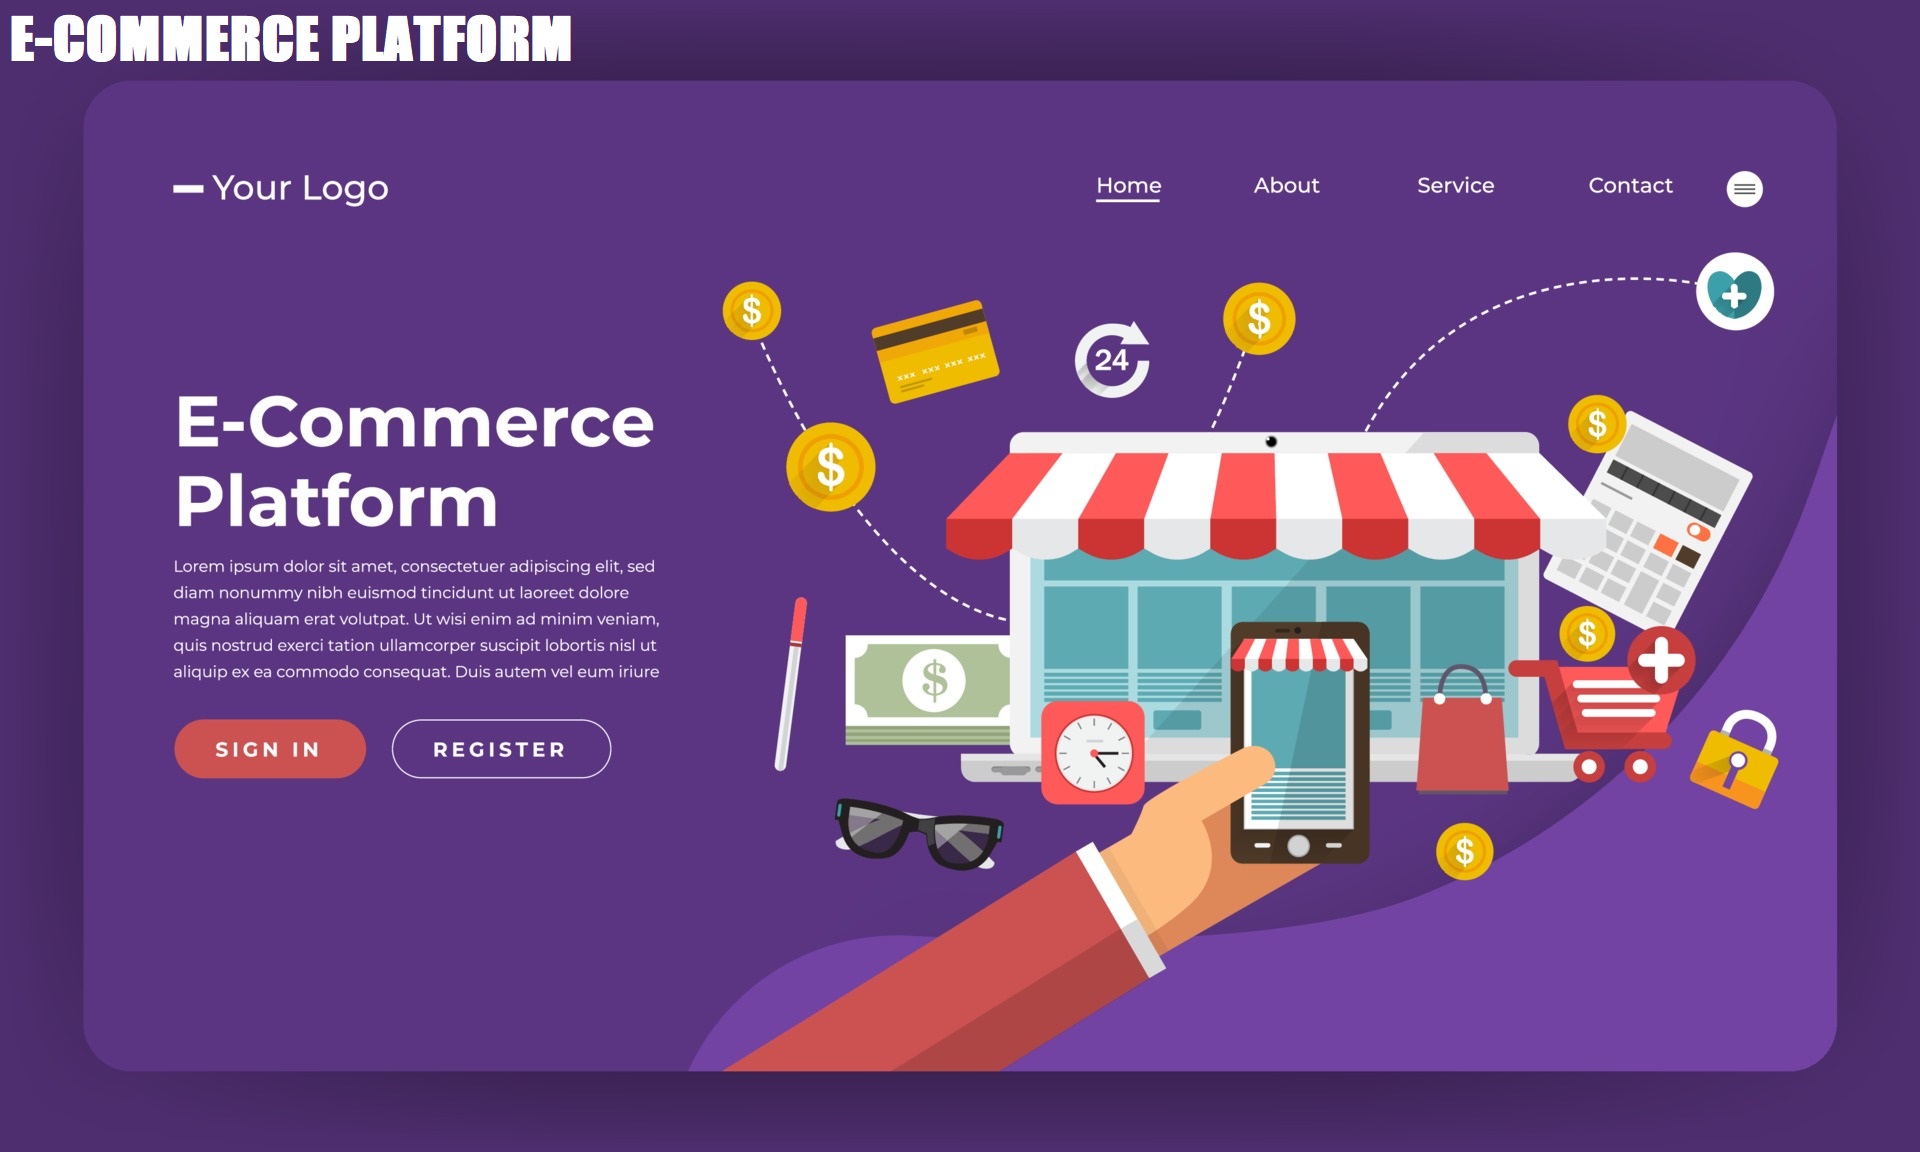 E-COMMERCE PLATFORM
Your Logo
Home About Service Contact
$
$
24
xxx xxx xxx xxx
$
E-Commerce
Platform
Lorem ipsum dolor sit amet, consectetuer adipiscing elit, sed
diam nonummy nibh euismod tincidunt ut laoreet dolore
magna aliquam erat volutpat. Ut wisi enim ad minim veniam,
quis nostrud exerci tation ullamcorper suscipit lobortis nisl ut
aliquip ex ea commodo consequat. Duis autem vel eum iriure
SIGN IN REGISTER
$
$
$
$